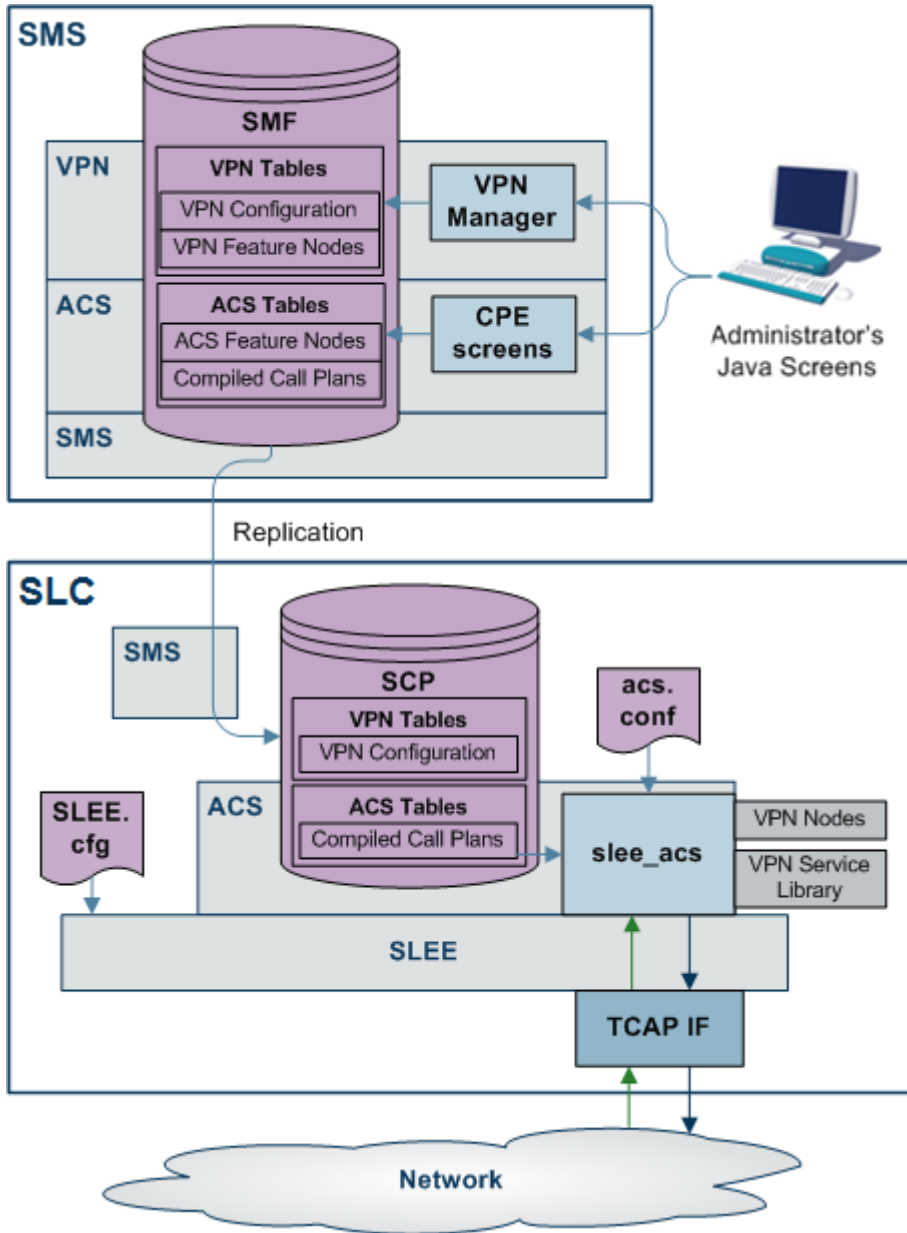 SMS
SMF
VPN
VPN Tables
VPN Configuration
VPN Feature Nodes
VPN
Manager
ACS
ACS Tables
ACS Feature Nodes
Compiled Call Plans
CPE
screens
Administrator's
Java Screens
SMS
Replication
SLC
SMS
SCP
VPN Tables
VPN Configuration
acs.
conf
ACS
ACS Tables
Compiled Call Plans
SLEE.
cfg
slee_acs
VPN Nodes
VPN Service
Library
SLEE
TCAP IF
Network